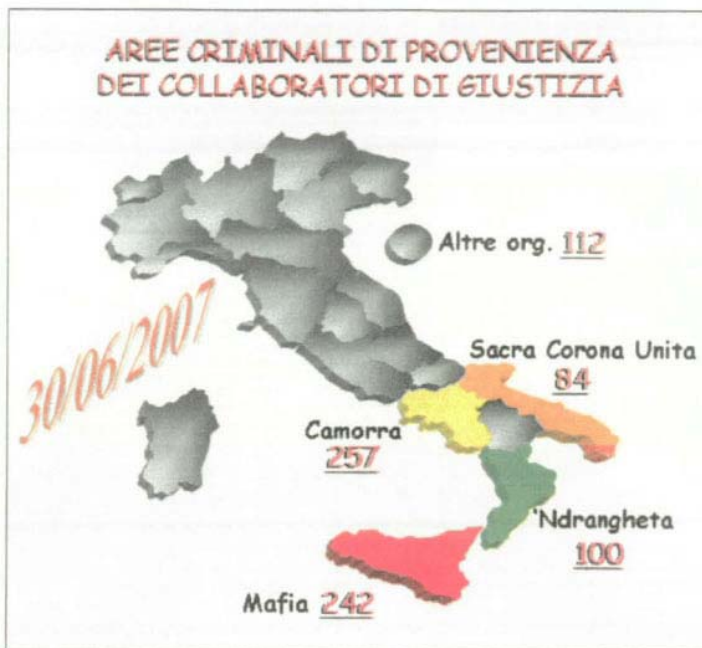 AREE CRIMINALI DI PROVENIENZA
DEI COLLABORATORI DI GIUSTIZIA
Altre org. 112
30/06/2007
Sacra Corona Unita
84
Camorra
257
'Ndrangheta
100
Mafia 242